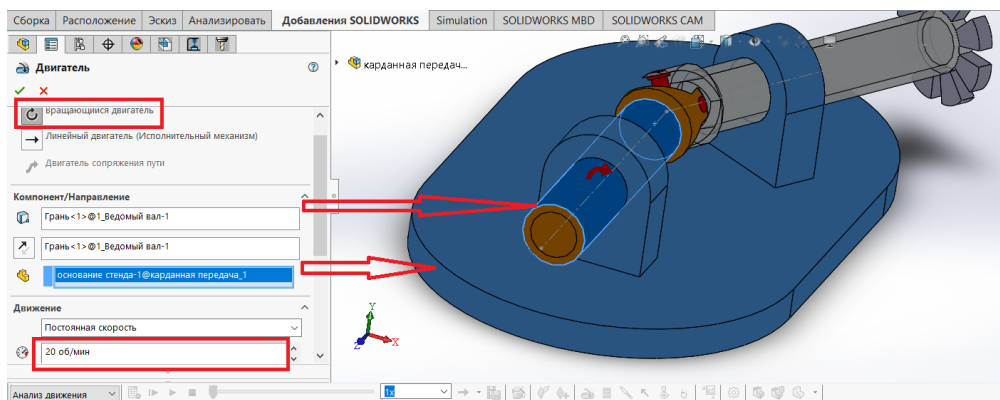 Сборка Расположение Эскиз Анализировать Добавления SOLIDWORKS Simulation SOLIDWORKS MBD SOLIDWORKS CAM
Двигатель
карданная передач...
Вращающийся двигатель
Линейный двигатель (Исполнительный механизм)
Двигатель сопряжения пути
Компонент/Направление
Грань<1>@1_Ведомый вал-1
Грань<1>@1_Ведомый вал-1
основание стенда-1@карданная передача_1
Движение
Постоянная скорость
20 об/мин
Y
Z X
Анализ движения 1x